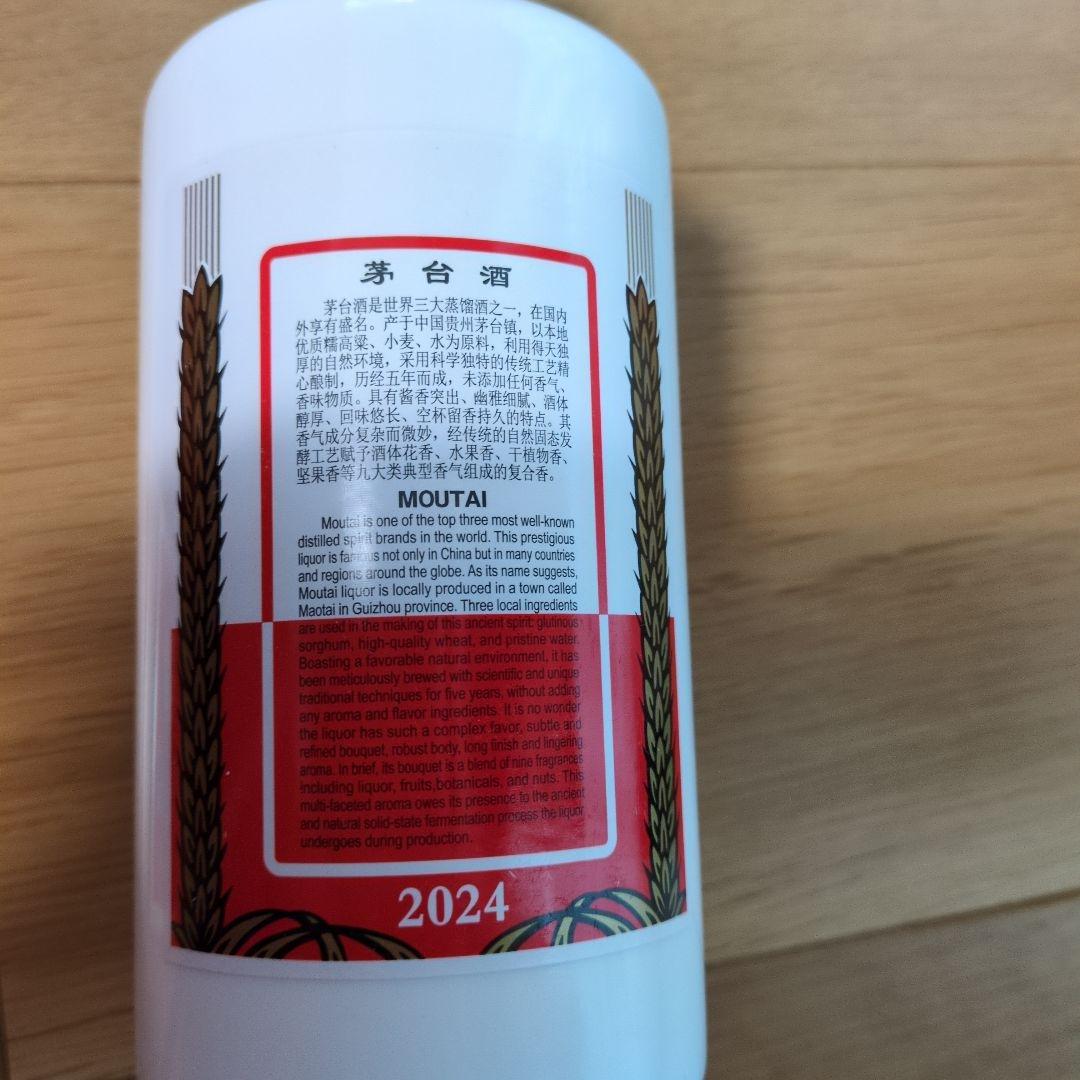 茅台酒
茅台酒是世界三大蒸馏酒之一，在国内
外享有盛名。产于中国贵州茅台镇，以本地
优质糯高粱、小麦、水为原料，利用得天独
厚的自然环境，采用科学独特的传统工艺精
心酿制，历经五年而成，未添加任何香气、
香味物质。具有酱香突出、幽雅细腻、酒体
醇厚、回味悠长、空杯留香持久的特点。其
香气成分复杂而微妙，经传统的自然固态发
酵工艺赋予酒体花香、水果香、干植物香、
坚果香等九大类典型香气组成的复合香。
MOUTAI
Moutai is one of the top three most well-known
distilled spirit brands in the world. This prestigious
liquor is famous not only in China but in many countries
and regions around the globe. As its name suggests,
Moutai liquor is locally produced in a town called
Maotai in Guizhou province. Three local ingredients
are used in the making of this ancient spirit: glutinous
sorghum, high-quality wheat, and pristine water.
Boasting a favorable natural environment, it has
been meticulously brewed with scientific and unique
traditional techniques for five years, without adding
any aroma and flavor ingredients. It is no wonder
the liquor has such a complex favor, subtle and
refined bouquet, robust body, long finish and lingering
aroma. In brief, its bouquet is a blend of nine fragrances
including liquor, fruits,botanicals, and nuts. This
multi-faceted aroma owes its presence to the ancient
and natural solid-state fermentation process the liquor
undergoes during production.
2024